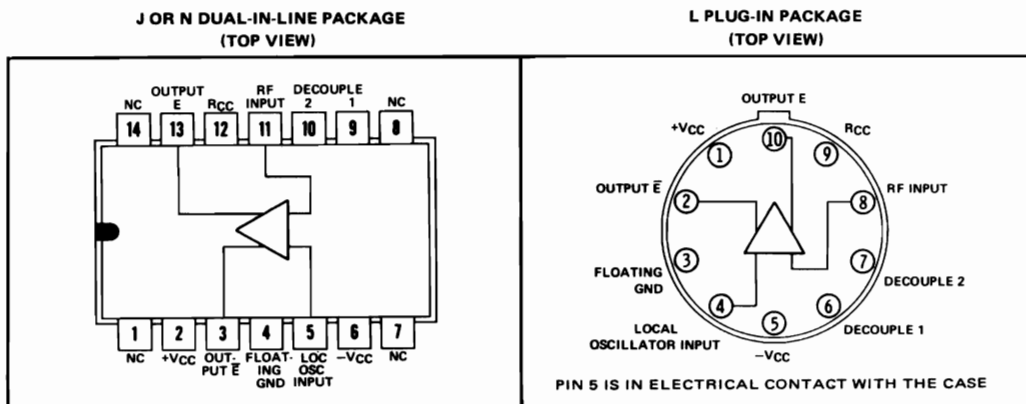 J OR N DUAL-IN-LINE PACKAGE
(TOP VIEW)
NC
OUTPUT
E
RCC
RF
INPUT
DECOUPLE
2 1
NC
14 13 12 11 10 9 8
1 2 3 4 5 6 7
NC
+VCC
OUT-
PUT E̅
FLOAT-
ING
GND
LOC
OSC
INPUT
−VCC
NC
L PLUG-IN PACKAGE
(TOP VIEW)
OUTPUT E
+VCC
RCC
10
1
9
OUTPUT E̅
2
8
RF INPUT
FLOATING
GND
3
7
DECOUPLE 2
4
6
LOCAL
OSCILLATOR INPUT
5
DECOUPLE 1
−VCC
PIN 5 IS IN ELECTRICAL CONTACT WITH THE CASE